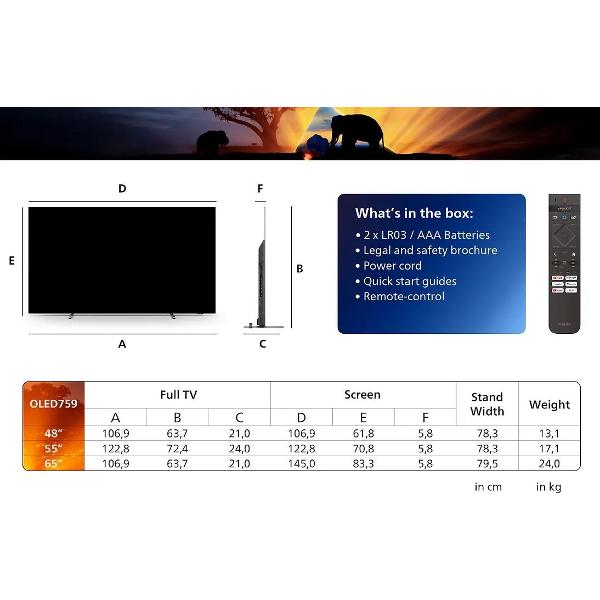 D
F
E
B
A
C
What's in the box:
• 2 x LR03 / AAA Batteries
• Legal and safety brochure
• Power cord
• Quick start guides
• Remote-control
OLED759 Full TV Screen Stand Width Weight
A B C D E F
48" 106,9 63,7 21,0 106,9 61,8 5,8 78,3 13,1
55" 122,8 72,4 24,0 122,8 70,8 5,8 78,3 17,1
65" 106,9 63,7 21,0 145,0 83,3 5,8 79,5 24,0
in cm in kg